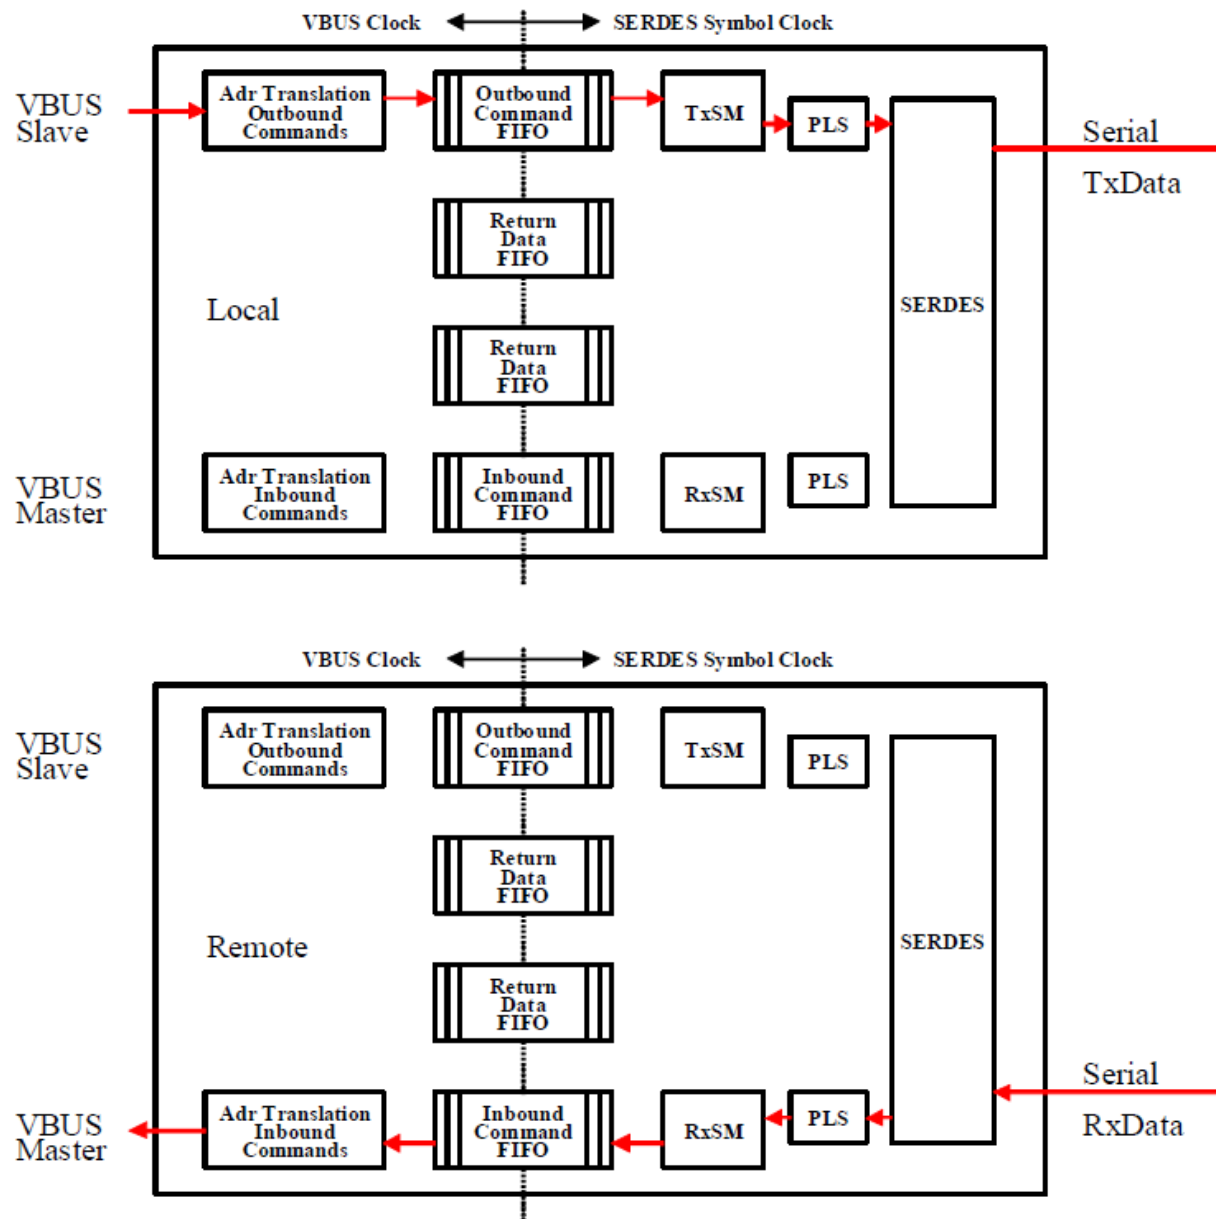 VBUS Clock
SERDES Symbol Clock
VBUS
Slave
Adr Translation
Outbound
Commands
Outbound
Command
FIFO
TxSM
PLS
Serial
TxData
Return
Data
FIFO
Local
SERDES
Return
Data
FIFO
VBUS
Master
Adr Translation
Inbound
Commands
Inbound
Command
FIFO
RxSM
PLS
VBUS Clock
SERDES Symbol Clock
VBUS
Slave
Adr Translation
Outbound
Commands
Outbound
Command
FIFO
TxSM
PLS
Return
Data
FIFO
Remote
SERDES
Return
Data
FIFO
VBUS
Master
Adr Translation
Inbound
Commands
Inbound
Command
FIFO
RxSM
PLS
Serial
RxData